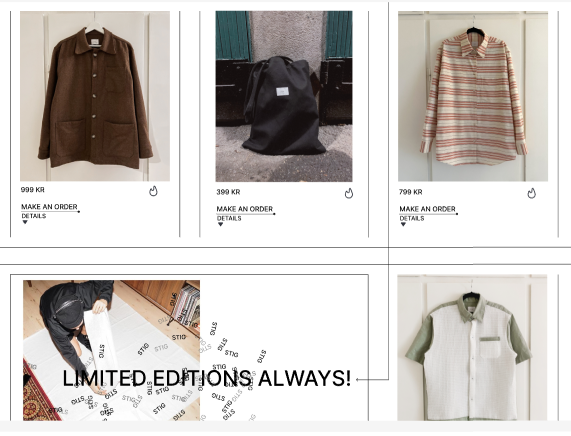 999 KR
399 KR
799 KR
MAKE AN ORDER
MAKE AN ORDER
MAKE AN ORDER
DETAILS
DETAILS
DETAILS
STIG
STIG
STIG
STIG
STIG
STIG
STIG
STIG
LIMITED EDITIONS ALWAYS!
STIG
STIG
STIG
STIG
STIG
STIG